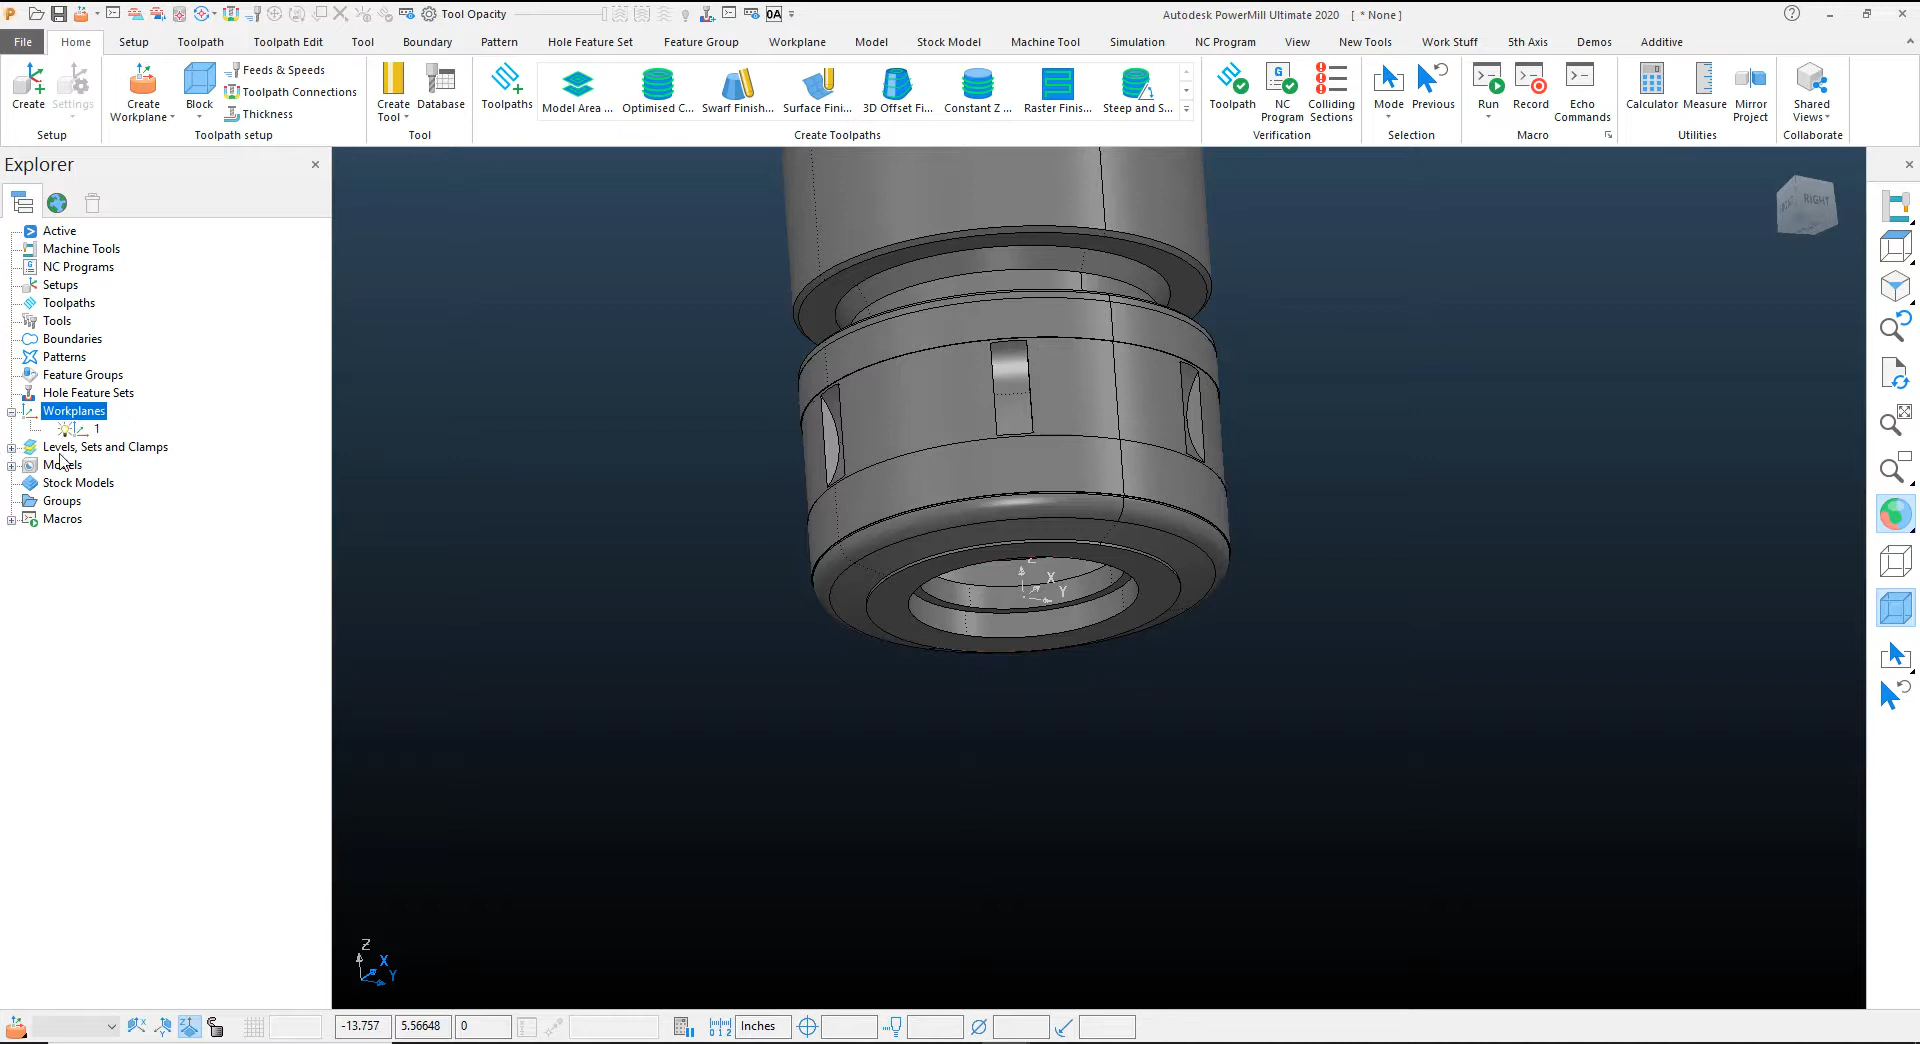 Tool Opacity
0A
Autodesk PowerMill Ultimate 2020 [ * None ]
File Home Setup Toolpath Toolpath Edit Tool Boundary Pattern Hole Feature Set Feature Group Workplane Model Stock Model Machine Tool Simulation NC Program View New Tools Work Stuff 5th Axis Demos Additive
Create
Settings
Setup
Create Workplane
Block
Feeds & Speeds
Toolpath Connections
Thickness
Toolpath setup
Create Tool
Database
Tool
Toolpaths
Model Area ...
Optimised C...
Swarf Finish...
Surface Fini...
3D Offset Fi...
Constant Z ...
Raster Finis...
Steep and S...
Create Toolpaths
Toolpath
NC Program
Colliding Sections
Verification
Mode
Previous
Selection
Run
Record
Echo Commands
Macro
Calculator
Measure
Mirror Project
Utilities
Shared Views
Collaborate
Explorer
Active
Machine Tools
NC Programs
Setups
Toolpaths
Tools
Boundaries
Patterns
Feature Groups
Hole Feature Sets
Workplanes
1
Levels, Sets and Clamps
Models
Stock Models
Groups
Macros
RIGHT
Z
X
Y
Z
X
Y
-13.757 5.56648 0 Inches